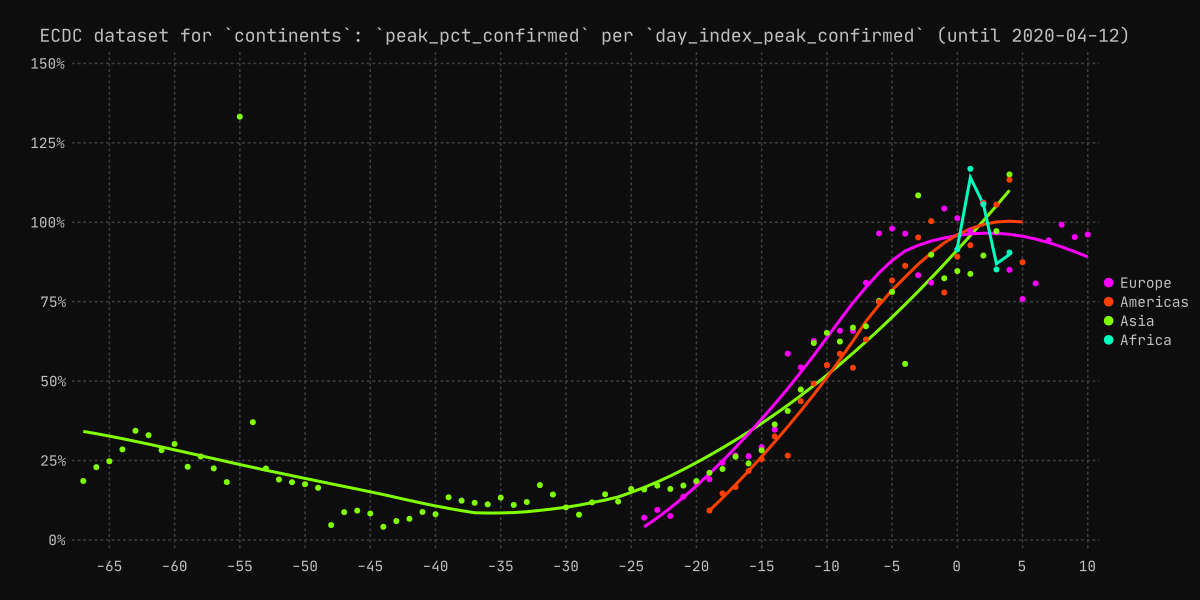 ECDC dataset for `continents`: `peak_pct_confirmed` per `day_index_peak_confirmed` (until 2020-04-12)
150%
125%
100%
75%
50%
25%
0%
-65 -60 -55 -50 -45 -40 -35 -30 -25 -20 -15 -10 -5 0 5 10
Europe
Americas
Asia
Africa